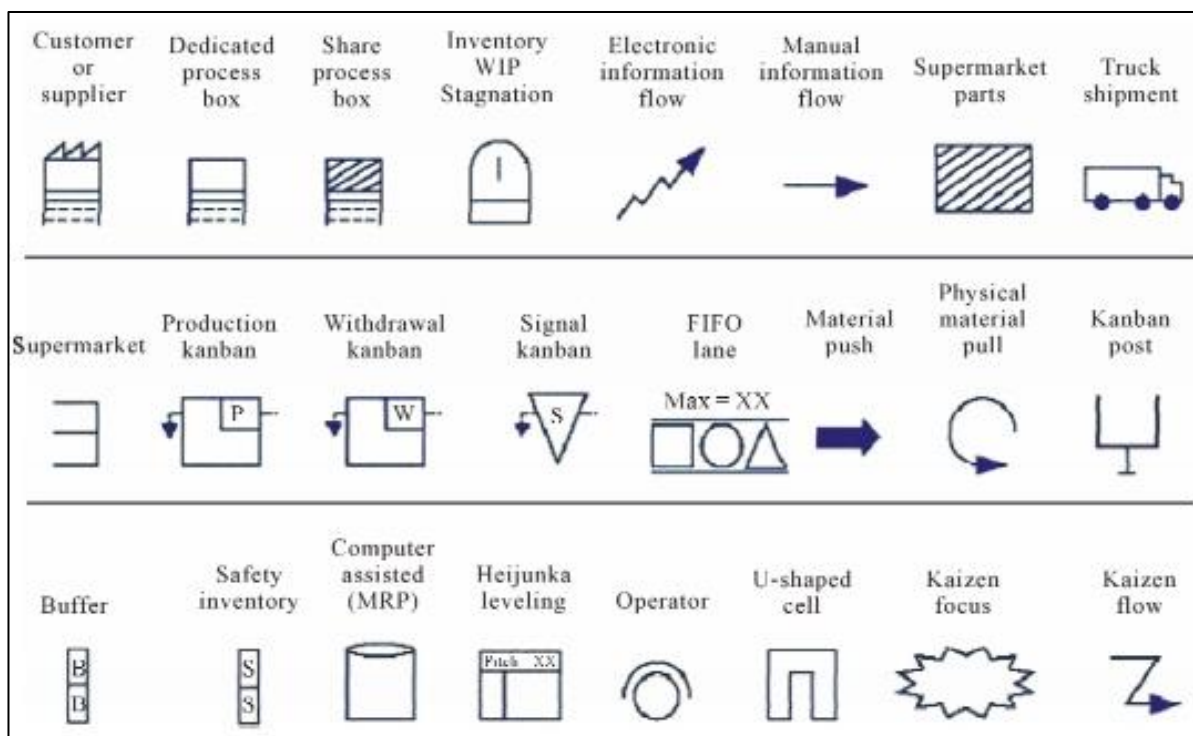 Customer
or
supplier
Dedicated
process
box
Share
process
box
Inventory
WIP
Stagnation
Electronic
information
flow
Manual
information
flow
Supermarket
parts
Truck
shipment
Supermarket
Production
kanban
P
Withdrawal
kanban
W
Signal
kanban
S
FIFO
lane
Max = XX
Material
push
Physical
material
pull
Kanban
post
Buffer
B
B
Safety
inventory
S
S
Computer
assisted
(MRP)
Heijunka
leveling
Pitch XX
Operator
U-shaped
cell
Kaizen
focus
Kaizen
flow